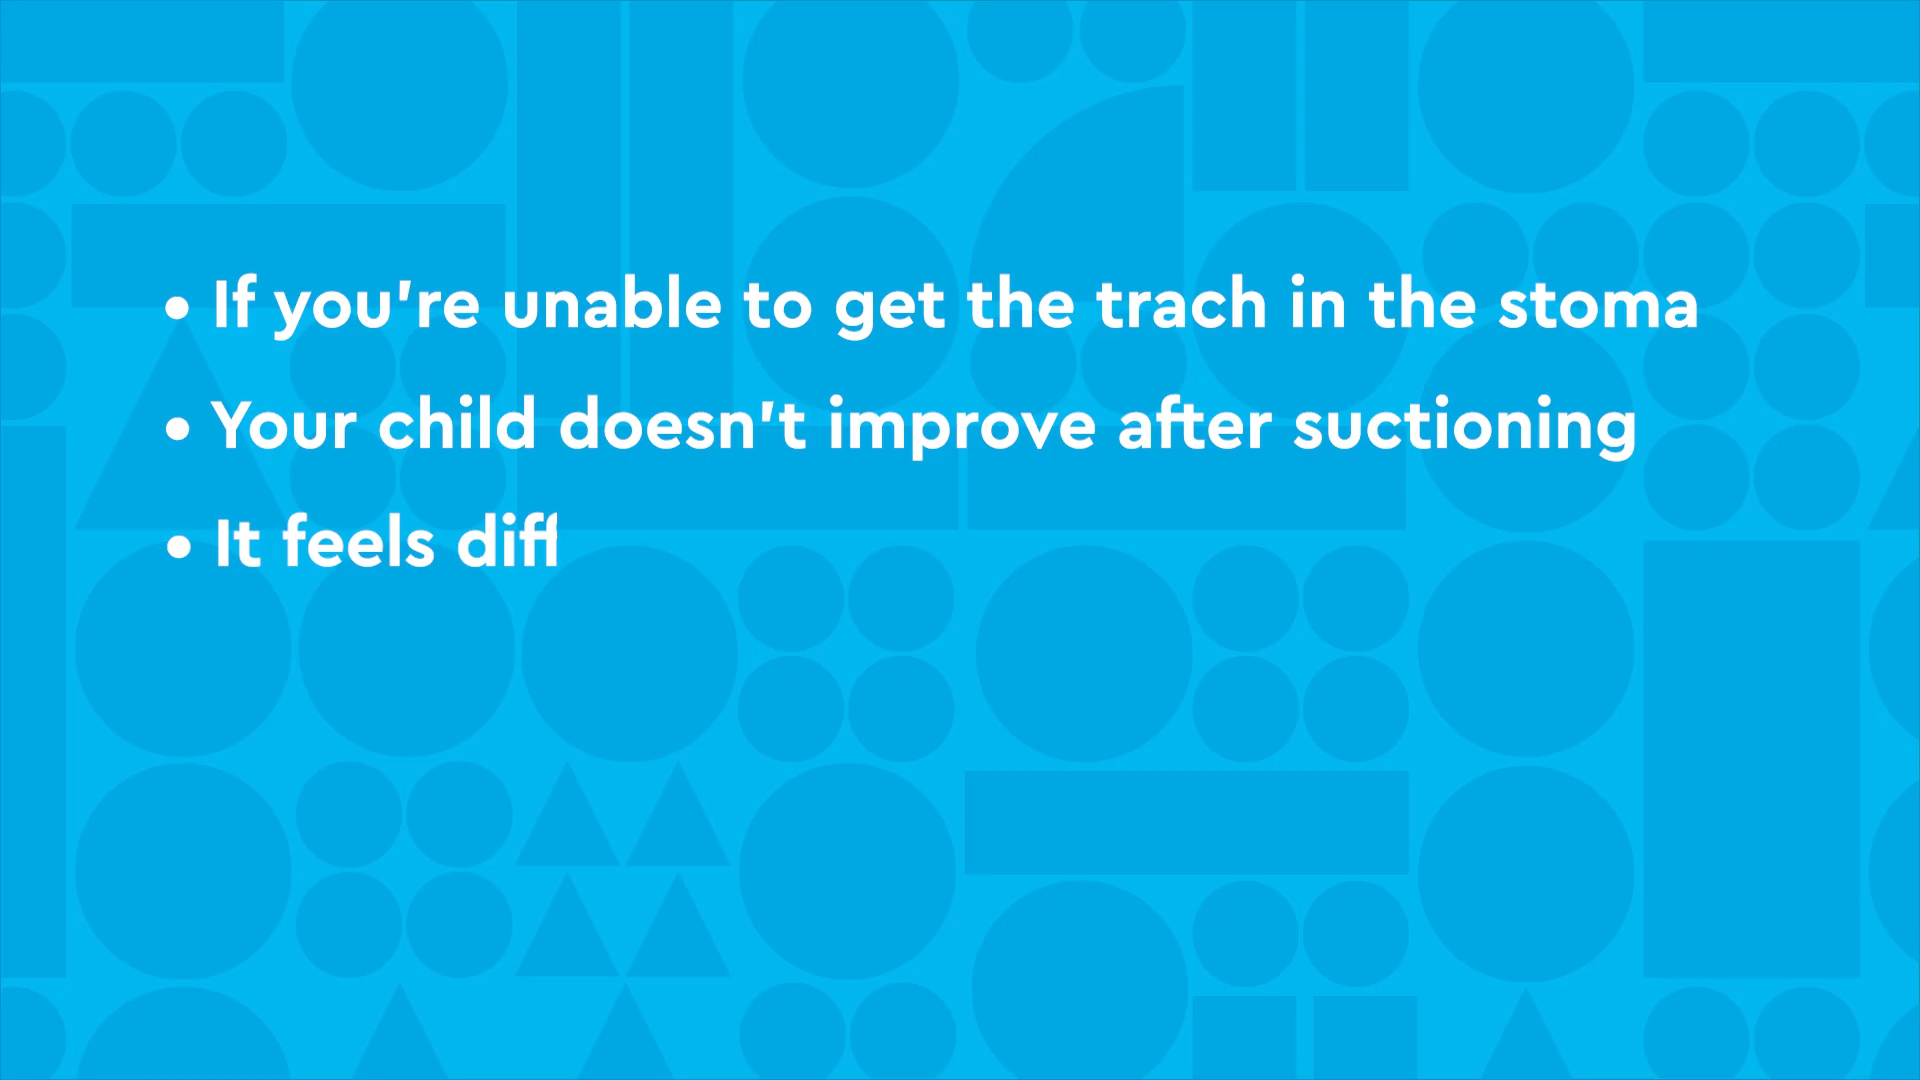 • If you're unable to get the trach in the stoma
• Your child doesn't improve after suctioning
• It feels diff